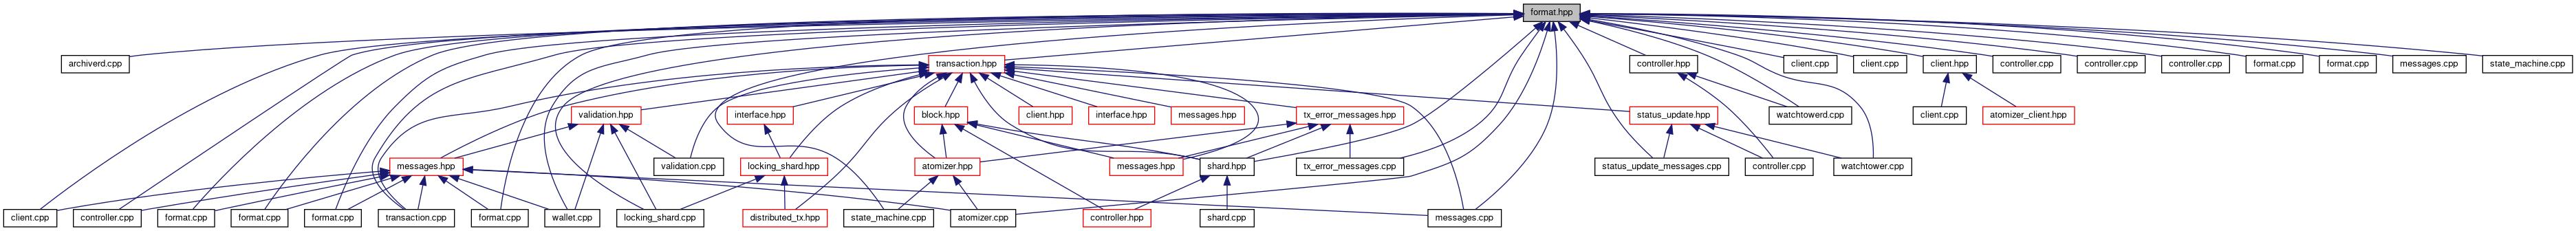 format.hpp
archiverd.cpp
transaction.hpp
controller.hpp
client.cpp
client.cpp
client.hpp
controller.cpp
controller.cpp
controller.cpp
format.cpp
format.cpp
messages.cpp
state_machine.cpp
validation.hpp
interface.hpp
block.hpp
client.hpp
interface.hpp
messages.hpp
tx_error_messages.hpp
status_update.hpp
watchtowerd.cpp
client.cpp
atomizer_client.hpp
messages.hpp
validation.cpp
locking_shard.hpp
atomizer.hpp
messages.hpp
shard.hpp
tx_error_messages.cpp
status_update_messages.cpp
controller.cpp
watchtower.cpp
client.cpp
controller.cpp
format.cpp
format.cpp
format.cpp
transaction.cpp
format.cpp
wallet.cpp
locking_shard.cpp
distributed_tx.hpp
state_machine.cpp
atomizer.cpp
controller.hpp
shard.cpp
messages.cpp